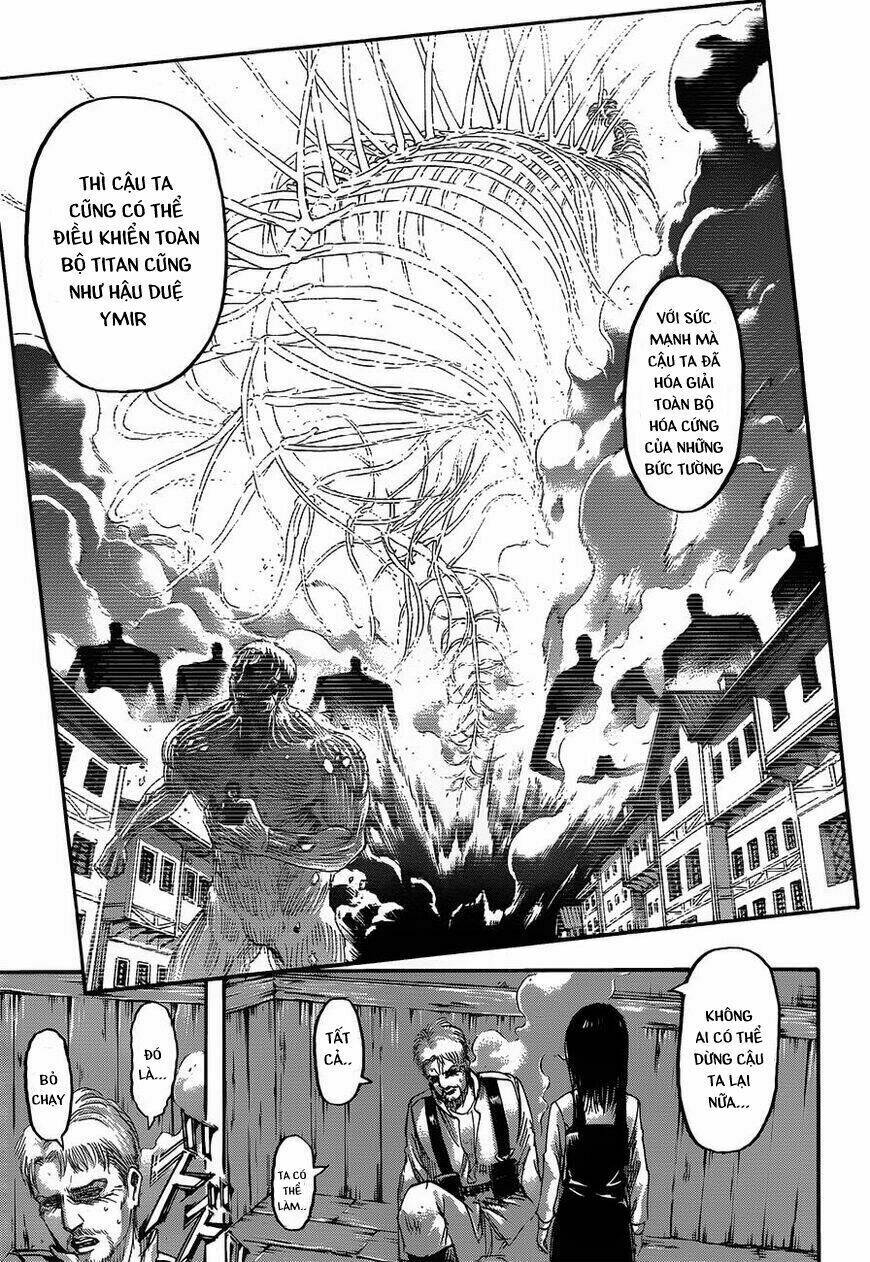 VỚI SỨC
MẠNH MÀ
CẬU TA ĐÃ
HÓA GIẢI
TOÀN BỘ
HÓA CỨNG
CỦA NHỮNG
BỨC TƯỜNG
THÌ CẬU TA
CŨNG CÓ THỂ
ĐIỀU KHIỂN TOÀN
BỘ TITAN CŨNG
NHƯ HẬU DUỆ
YMIR
KHÔNG
AI CÓ THỂ
DỪNG CẬU
TA LẠI
NỮA...
TẤT
CẢ..
TA CÓ
THỂ LÀM..
ĐÓ
LÀ...
BỎ
CHẠY